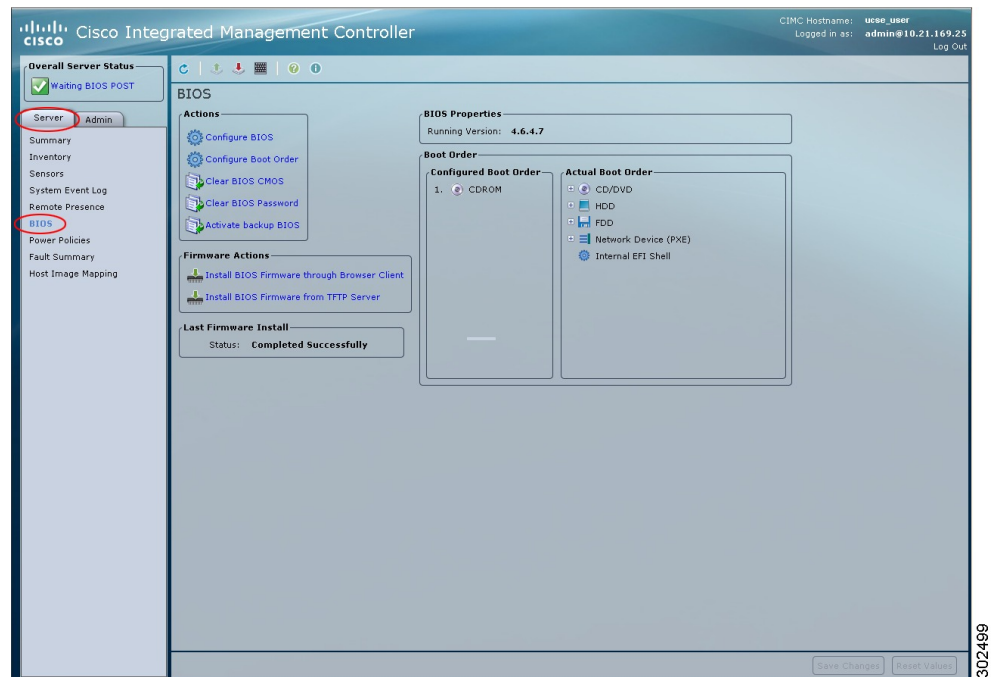 CISCO Cisco Integrated Management Controller
CIMC Hostname: ucse_user
Logged in as: admin@10.21.169.25
Log Out
Overall Server Status
Waiting BIOS POST
Server Admin
Summary
Inventory
Sensors
System Event Log
Remote Presence
BIOS
Power Policies
Fault Summary
Host Image Mapping
BIOS
Actions
Configure BIOS
Configure Boot Order
Clear BIOS CMOS
Clear BIOS Password
Activate backup BIOS
Firmware Actions
Install BIOS Firmware through Browser Client
Install BIOS Firmware from TFTP Server
Last Firmware Install
Status: Completed Successfully
BIOS Properties
Running Version: 4.6.4.7
Boot Order
Configured Boot Order
1. CDROM
Actual Boot Order
CD/DVD
HDD
FDD
Network Device (PXE)
Internal EFI Shell
Save Changes Reset Values
302499